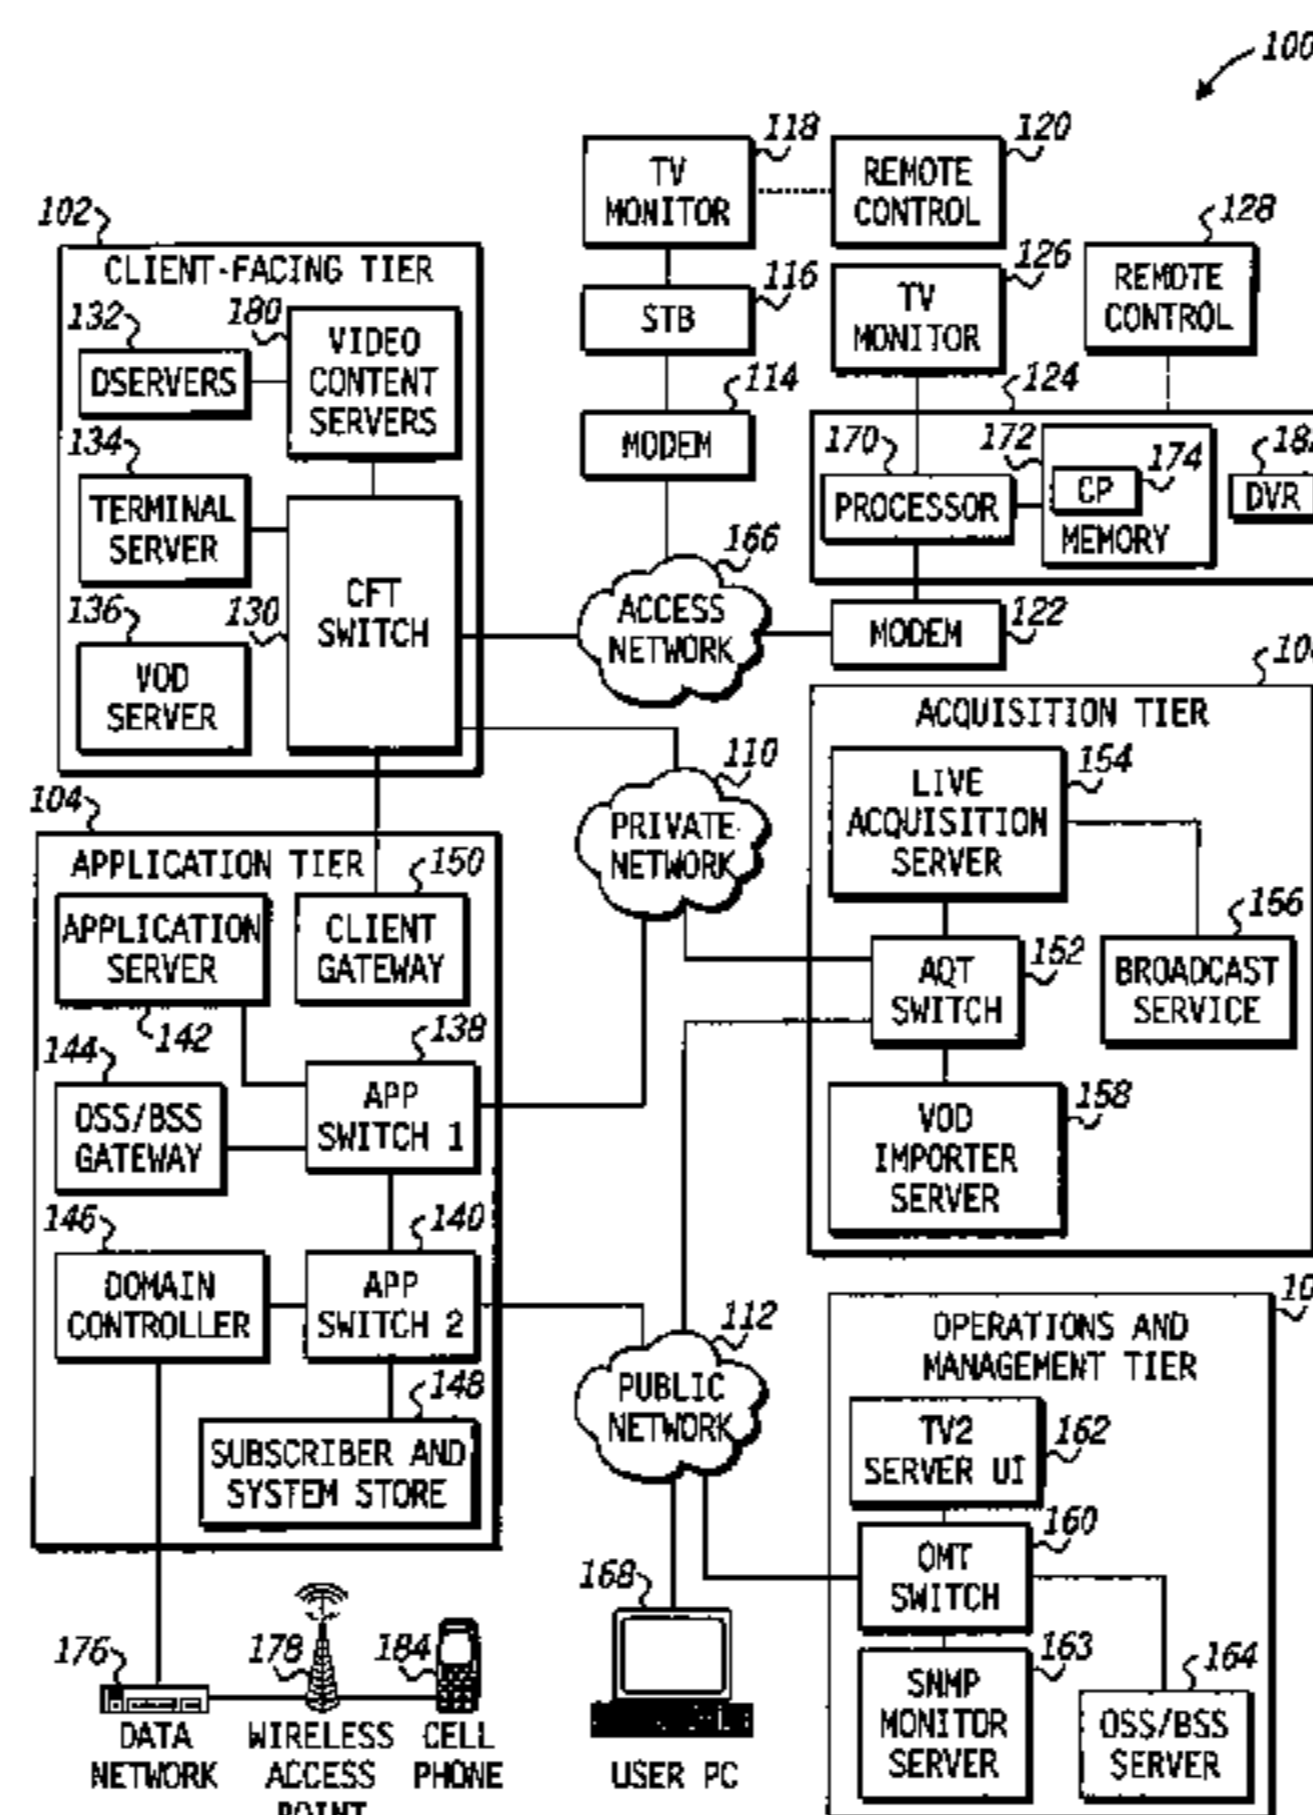 100
118
TV
MONITOR
120
REMOTE
CONTROL
102
CLIENT-FACING TIER
132
DSERVERS
180
VIDEO
CONTENT
SERVERS
134
TERMINAL
SERVER
136
VOD
SERVER
130
CFT
SWITCH
116
STB
114
MODEM
126
TV
MONITOR
128
REMOTE
CONTROL
124
170
PROCESSOR
172
174
CP
MEMORY
DVR
166
ACCESS
NETWORK
MODEM
122
110
PRIVATE
NETWORK
ACQUISITION TIER
154
LIVE
ACQUISITION
SERVER
152
AQT
SWITCH
156
BROADCAST
SERVICE
158
VOD
IMPORTER
SERVER
104
APPLICATION TIER
150
APPLICATION
SERVER
142
CLIENT
GATEWAY
138
APP
SWITCH 1
144
OSS/BSS
GATEWAY
146
DOMAIN
CONTROLLER
140
APP
SWITCH 2
148
SUBSCRIBER AND
SYSTEM STORE
112
PUBLIC
NETWORK
OPERATIONS AND
MANAGEMENT TIER
TV2
SERVER UI
162
160
OMT
SWITCH
163
SNMP
MONITOR
SERVER
164
OSS/BSS
SERVER
176
DATA
NETWORK
178
WIRELESS
ACCESS
POINT
184
CELL
PHONE
168
USER PC